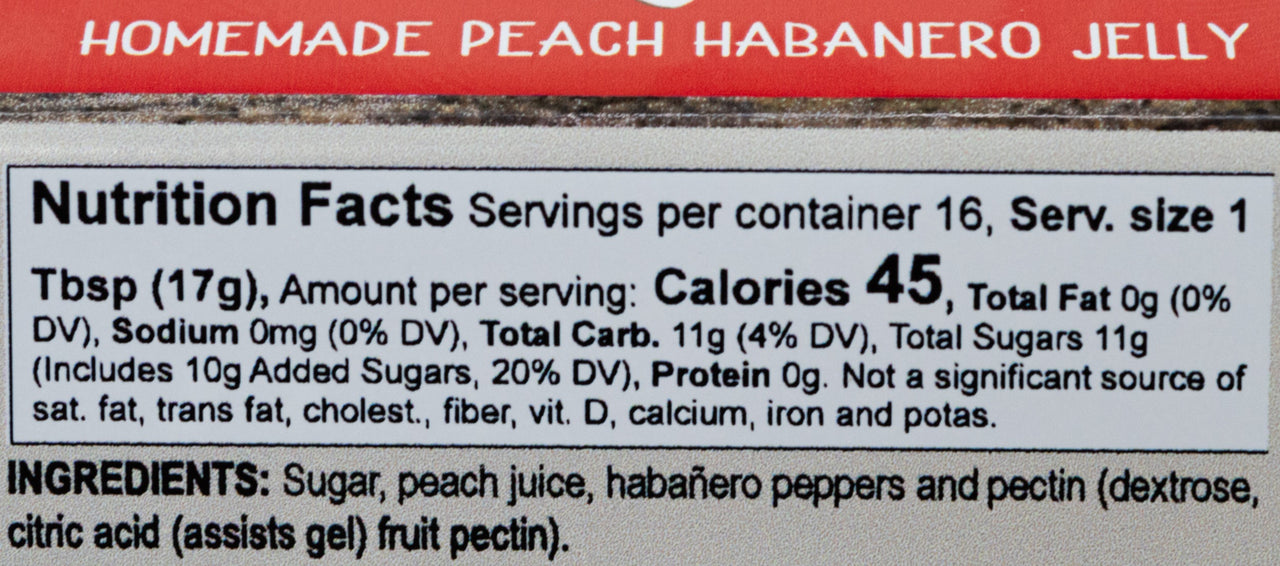 HOMEMADE PEACH HABANERO JELLY
Nutrition Facts Servings per container 16, Serv. size 1
Tbsp (17g), Amount per serving: Calories 45, Total Fat 0g (0%
DV), Sodium 0mg (0% DV), Total Carb. 11g (4% DV), Total Sugars 11g
(Includes 10g Added Sugars, 20% DV), Protein 0g. Not a significant source of
sat. fat, trans fat, cholest., fiber, vit. D, calcium, iron and potas.
INGREDIENTS: Sugar, peach juice, habañero peppers and pectin (dextrose,
citric acid (assists gel) fruit pectin).